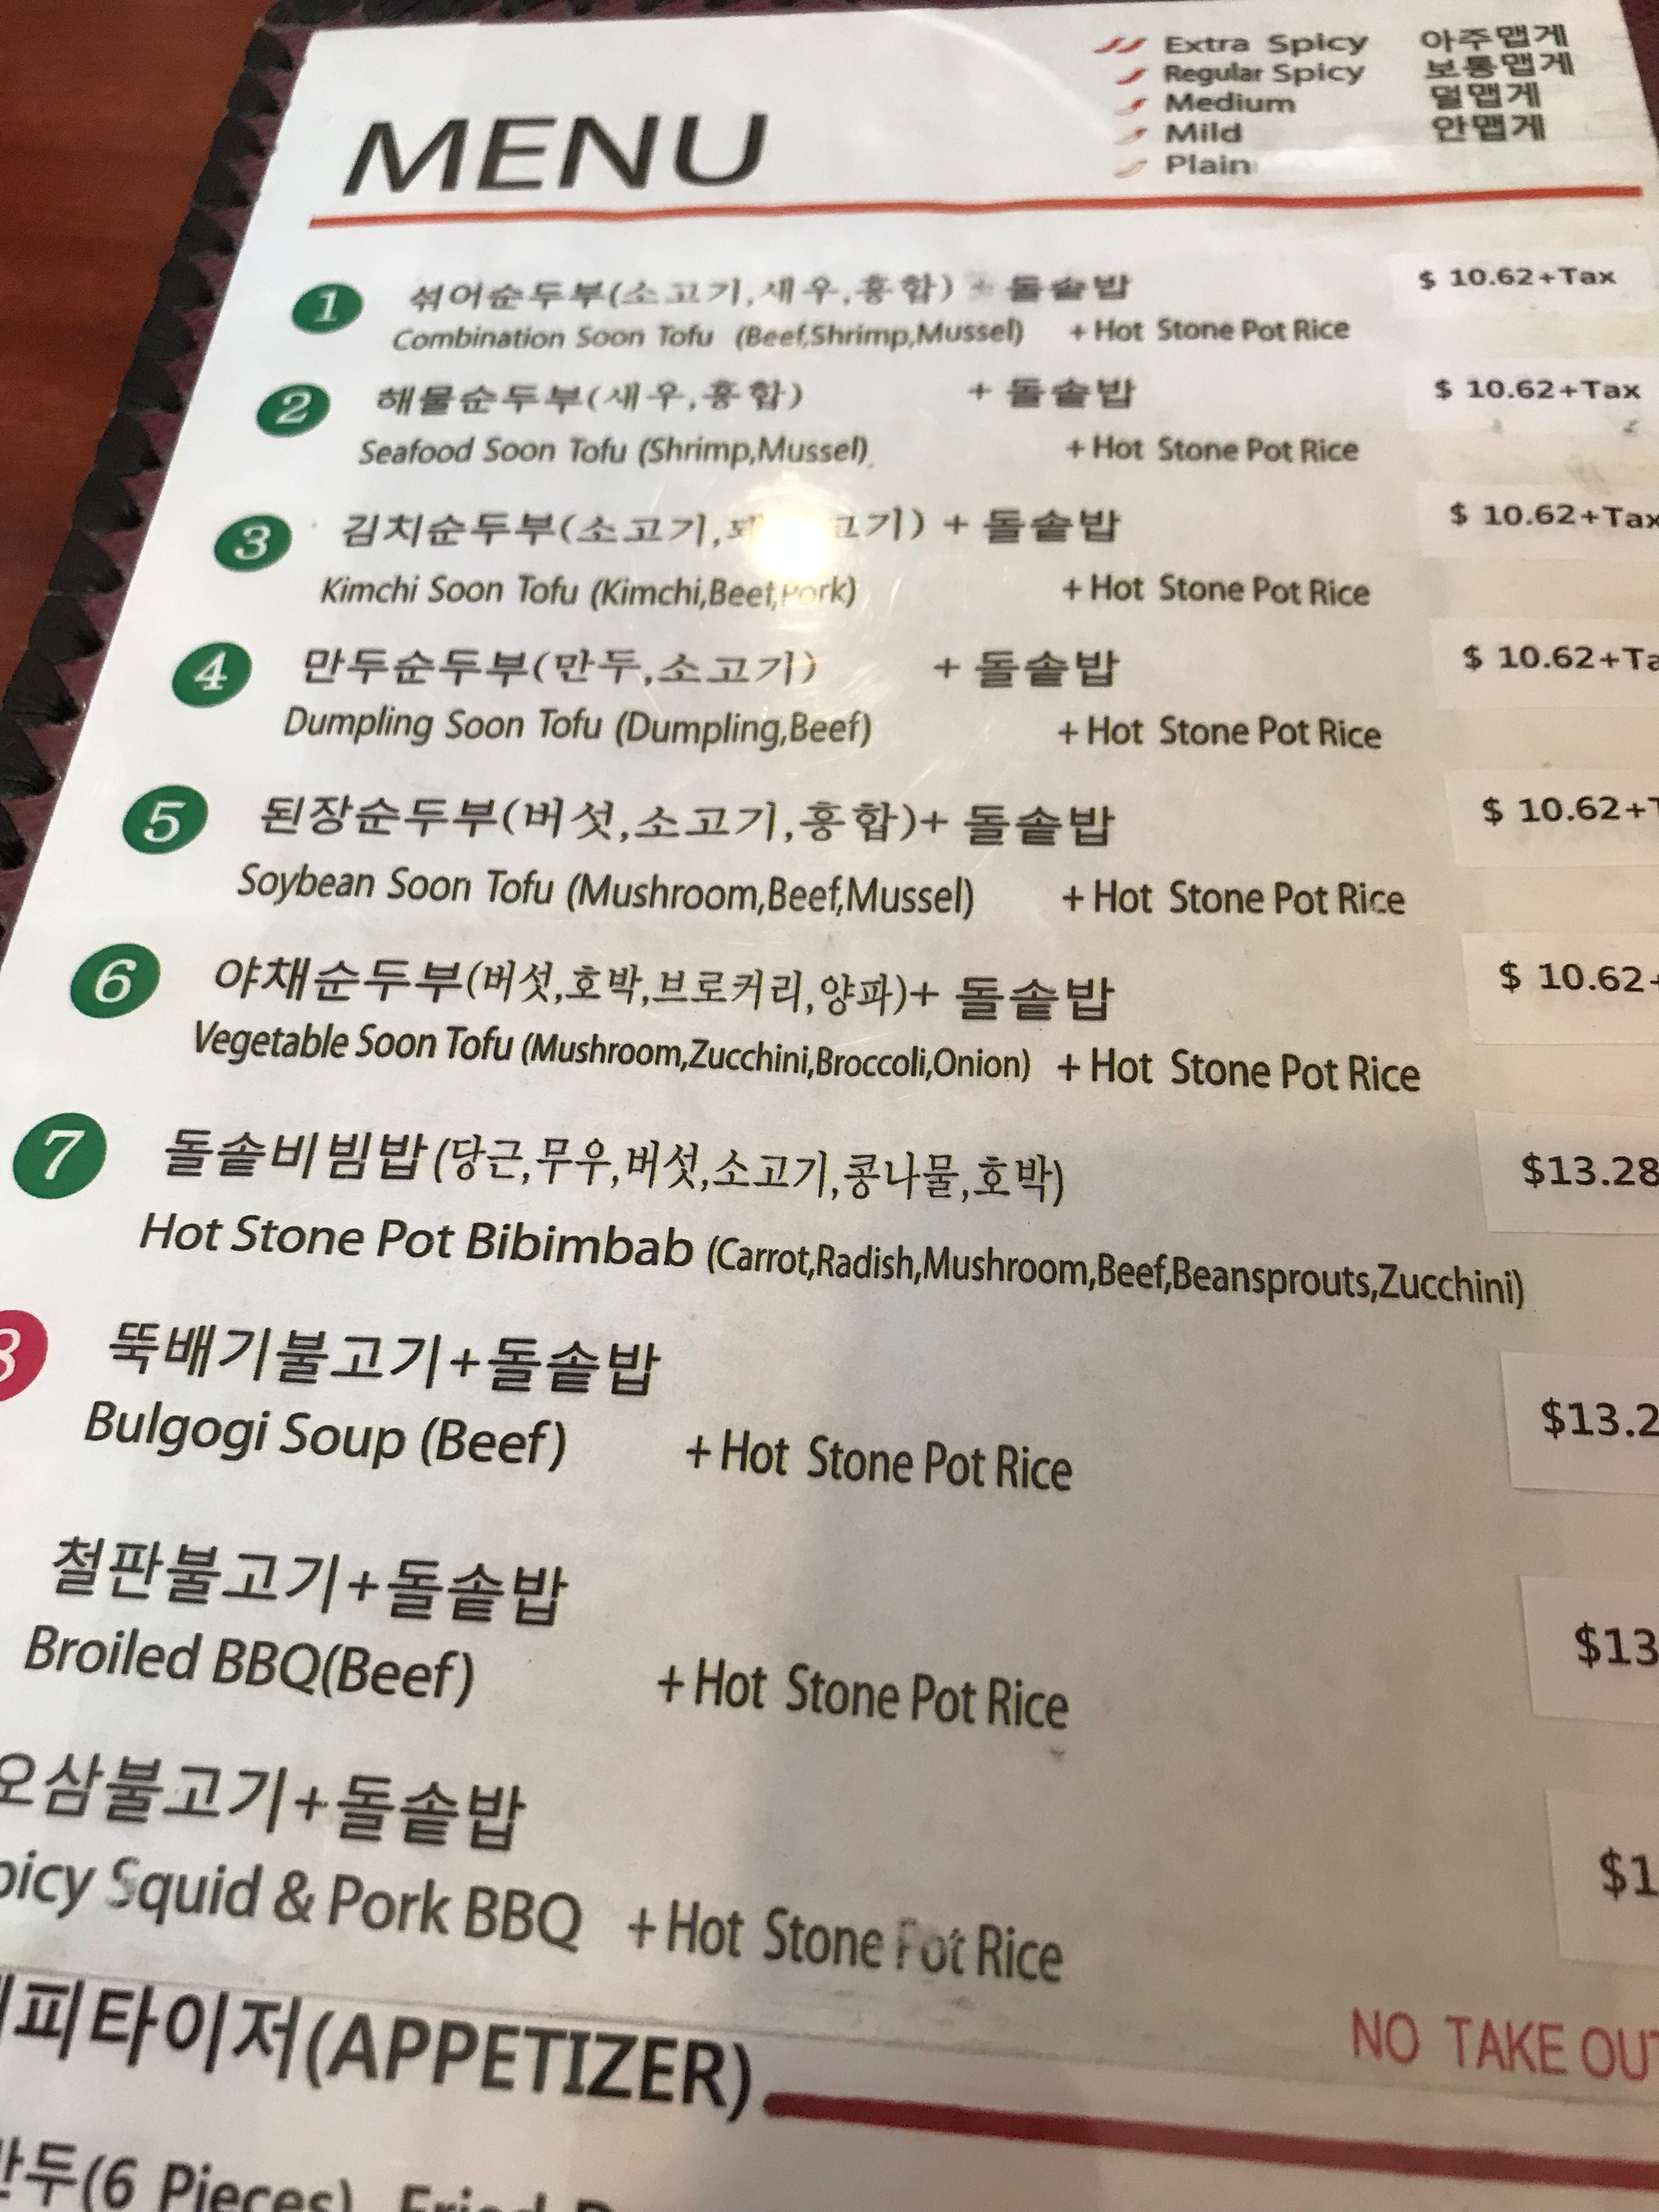 Extra Spicy 아주맵게
Regular Spicy 보통맵게
Medium 덜맵게
Mild 안맵게
Plain
MENU
1 섞어순두부(소고기,새우,홍합) + 돌솥밥 $ 10.62+Tax
Combination Soon Tofu (Beef,Shrimp,Mussel) + Hot Stone Pot Rice
2 해물순두부(새우,홍합) + 돌솥밥 $ 10.62+Tax
Seafood Soon Tofu (Shrimp,Mussel) + Hot Stone Pot Rice
3 김치순두부(소고기, 고기) + 돌솥밥 $ 10.62+Tax
Kimchi Soon Tofu (Kimchi,Beef,Pork) + Hot Stone Pot Rice
4 만두순두부(만두,소고기) + 돌솥밥 $ 10.62+Ta
Dumpling Soon Tofu (Dumpling,Beef) + Hot Stone Pot Rice
5 된장순두부(버섯,소고기,홍합)+ 돌솥밥 $ 10.62+T
Soybean Soon Tofu (Mushroom,Beef,Mussel) + Hot Stone Pot Rice
6 야채순두부(버섯,호박,브로커리,양파)+ 돌솥밥 $ 10.62+
Vegetable Soon Tofu (Mushroom,Zucchini,Broccoli,Onion) + Hot Stone Pot Rice
7 돌솥비빔밥(당근,무우,버섯,소고기,콩나물,호박) $13.28
Hot Stone Pot Bibimbab (Carrot,Radish,Mushroom,Beef,Beansprouts,Zucchini)
8 뚝배기불고기+돌솥밥 $13.2
Bulgogi Soup (Beef) + Hot Stone Pot Rice
철판불고기+돌솥밥 $13
Broiled BBQ(Beef) + Hot Stone Pot Rice
오삼불고기+돌솥밥 $1
picy Squid & Pork BBQ + Hot Stone Pot Rice
피타이저(APPETIZER) NO TAKE OUT
만두(6 Pieces) Fried